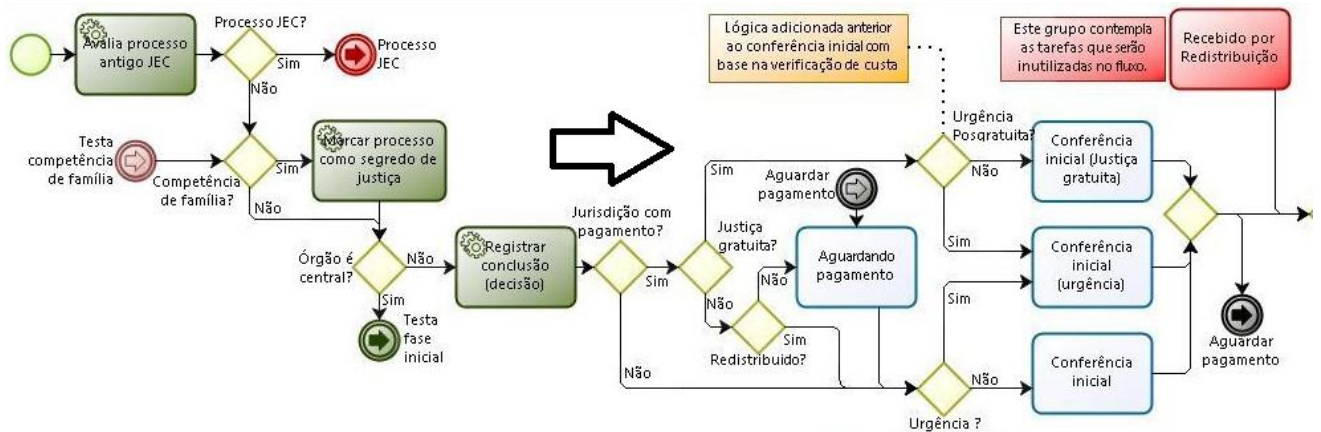 Processo JEC?
Avalia processo
antigo JEC
Sim
Processo
JEC
Não
Lógica adicionada anterior
ao conferência inicial com
base na verificação de custa
Este grupo contempla
as tarefas que serão
inutilizadas no fluxo.
Recebido por
Redistribuição
Testa
competência
de família
Competência
de família?
Sim
Marcar processo
como segredo de
justiça
Não
Órgão é
central?
Não
Sim
Testa
fase
inicial
Registrar
conclusão
(decisão)
Jurisdição com
pagamento?
Sim
Não
Justiça
gratuita?
Sim
Não
Redistribuido?
Não
Sim
Aguardar
pagamento
Aguardando
pagamento
Urgência
Posgratuita?
Não
Sim
Conferência
inicial (Justiça
gratuita)
Conferência
inicial
(urgência)
Sim
Urgência ?
Não
Conferência
inicial
Aguardar
pagamento